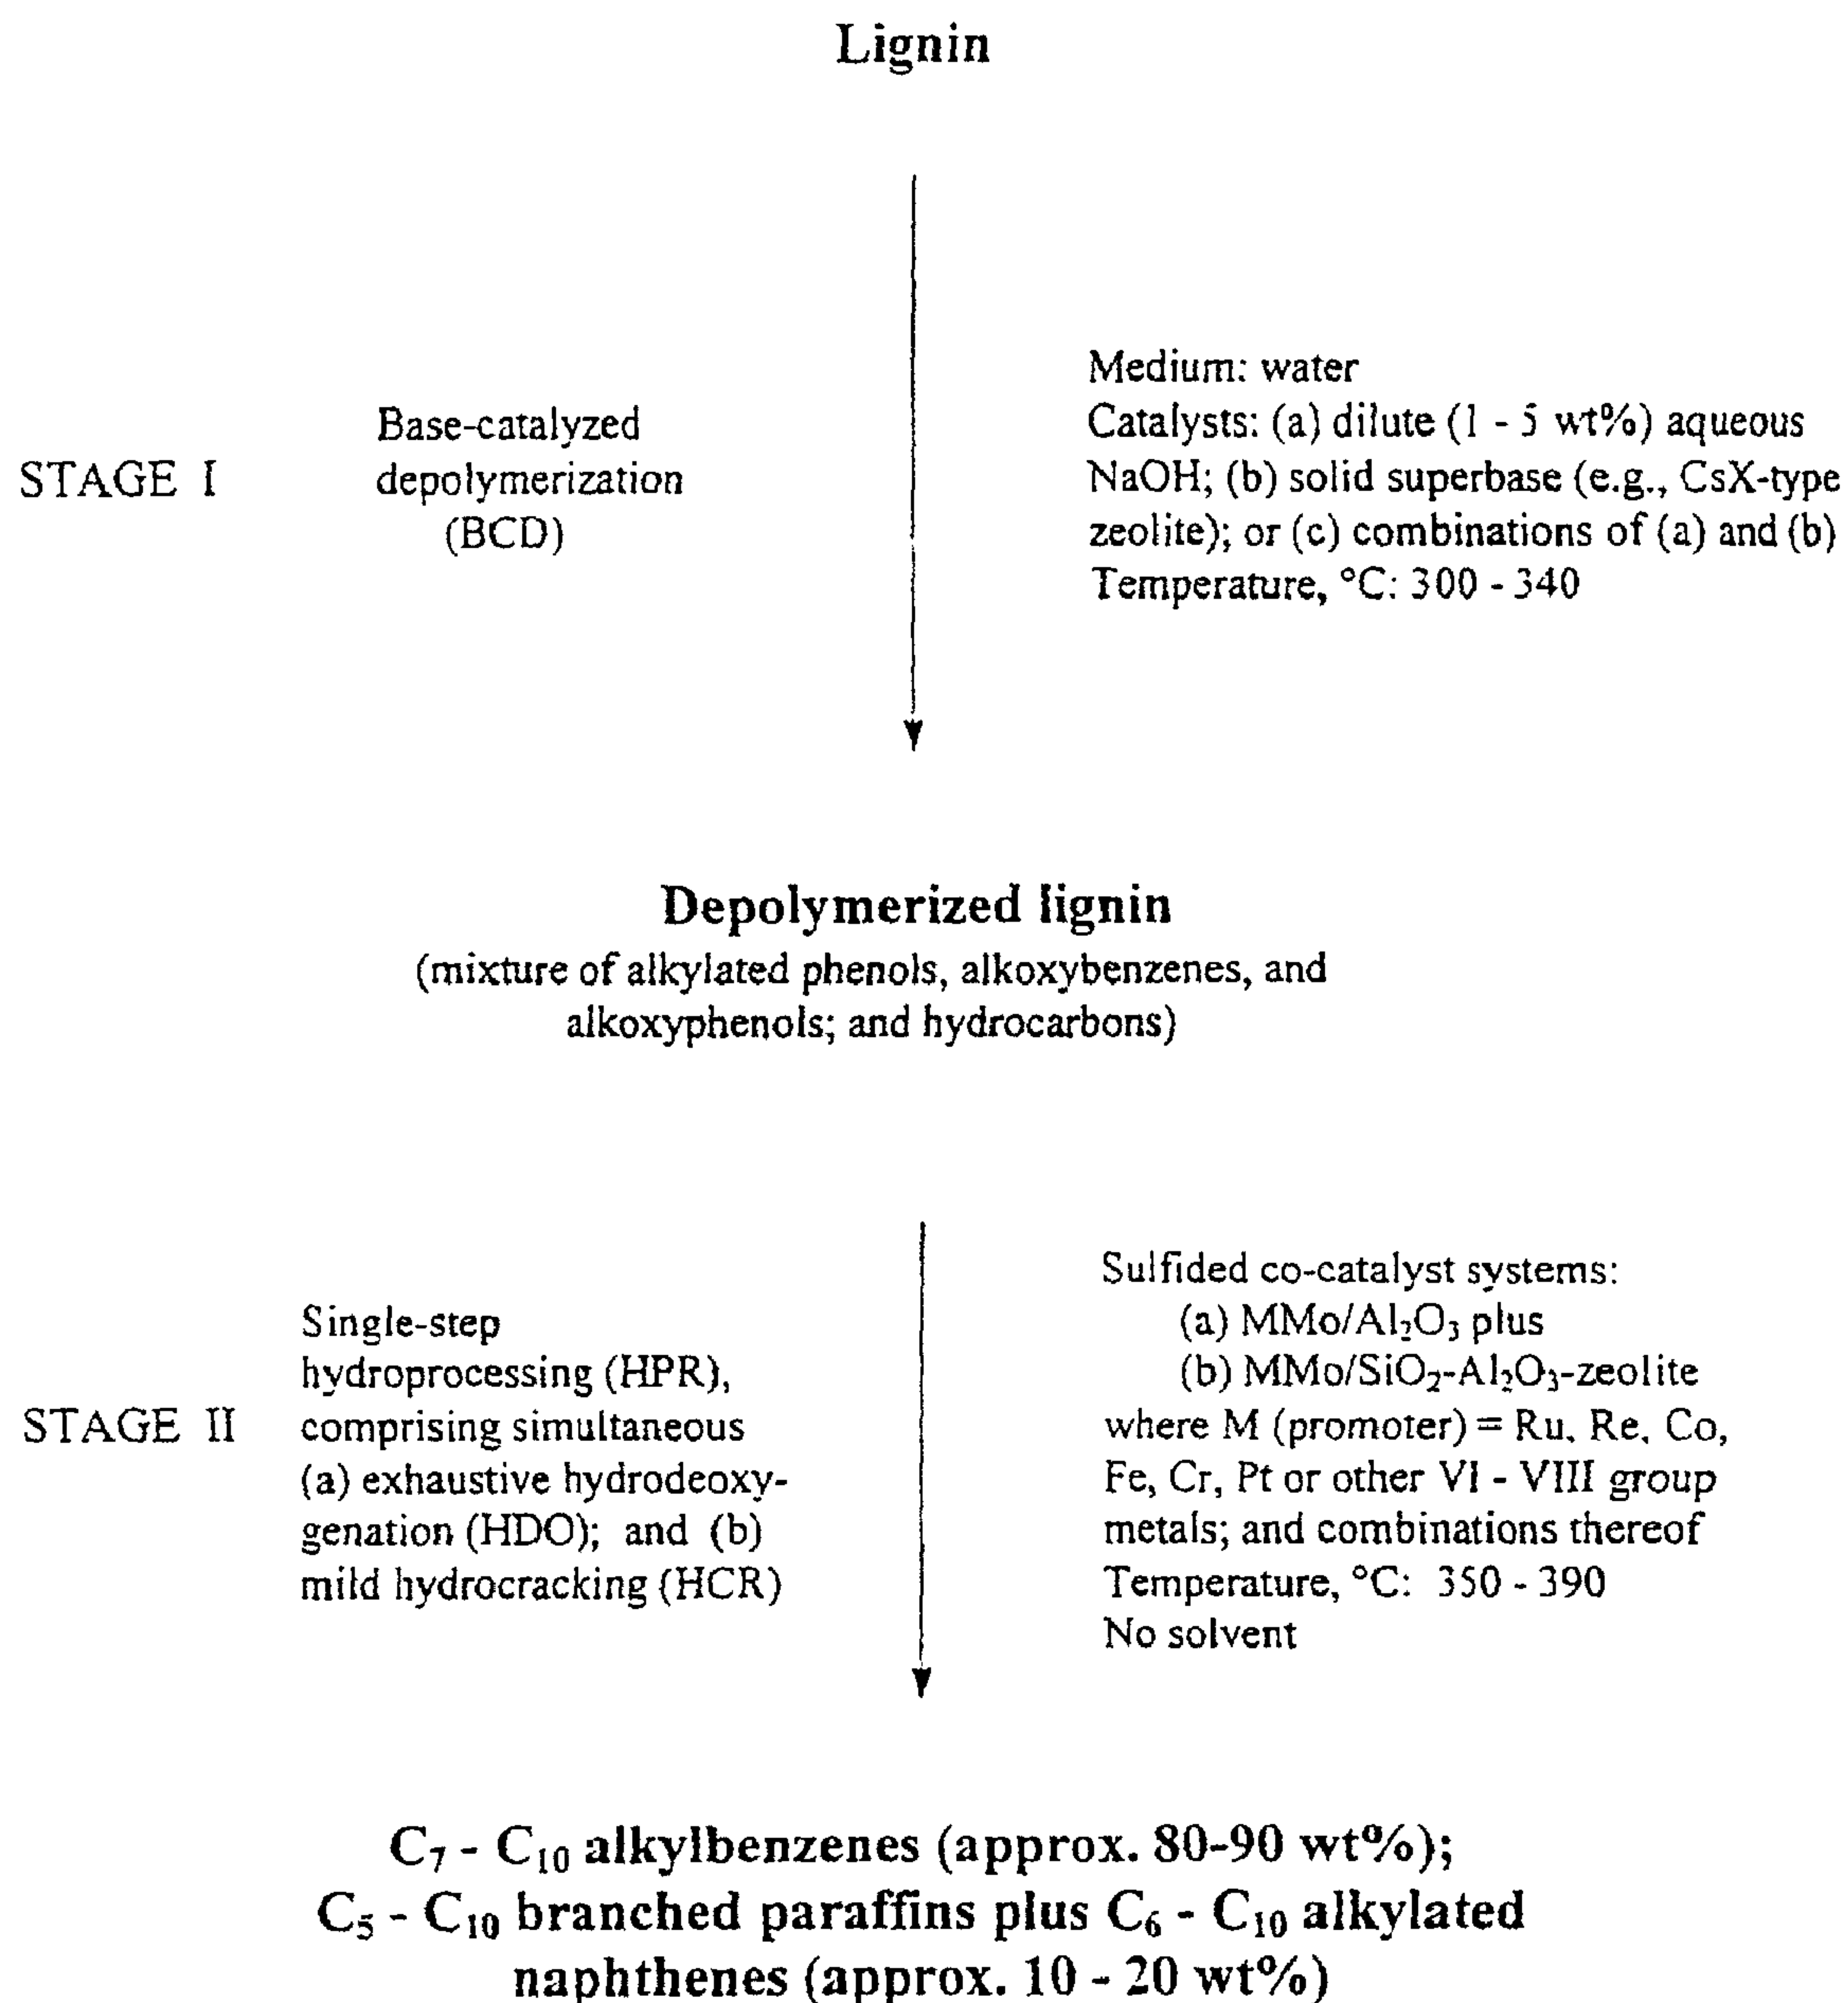 Lignin
STAGE I
Base-catalyzed
depolymerization
(BCD)
Medium: water
Catalysts: (a) dilute (1 - 5 wt%) aqueous
NaOH; (b) solid superbase (e.g., CsX-type
zeolite); or (c) combinations of (a) and (b)
Temperature, °C: 300 - 340
Depolymerized lignin
(mixture of alkylated phenols, alkoxybenzenes, and
alkoxyphenols; and hydrocarbons)
STAGE II
Single-step
hydroprocessing (HPR),
comprising simultaneous
(a) exhaustive hydrodeoxy-
genation (HDO); and (b)
mild hydrocracking (HCR)
Sulfided co-catalyst systems:
(a) MMo/Al₂O₃ plus
(b) MMo/SiO₂-Al₂O₃-zeolite
where M (promoter) = Ru, Re, Co,
Fe, Cr, Pt or other VI - VIII group
metals; and combinations thereof
Temperature, °C: 350 - 390
No solvent
C₇ - C₁₀ alkylbenzenes (approx. 80-90 wt%);
C₅ - C₁₀ branched paraffins plus C₆ - C₁₀ alkylated
naphthenes (approx. 10 - 20 wt%)